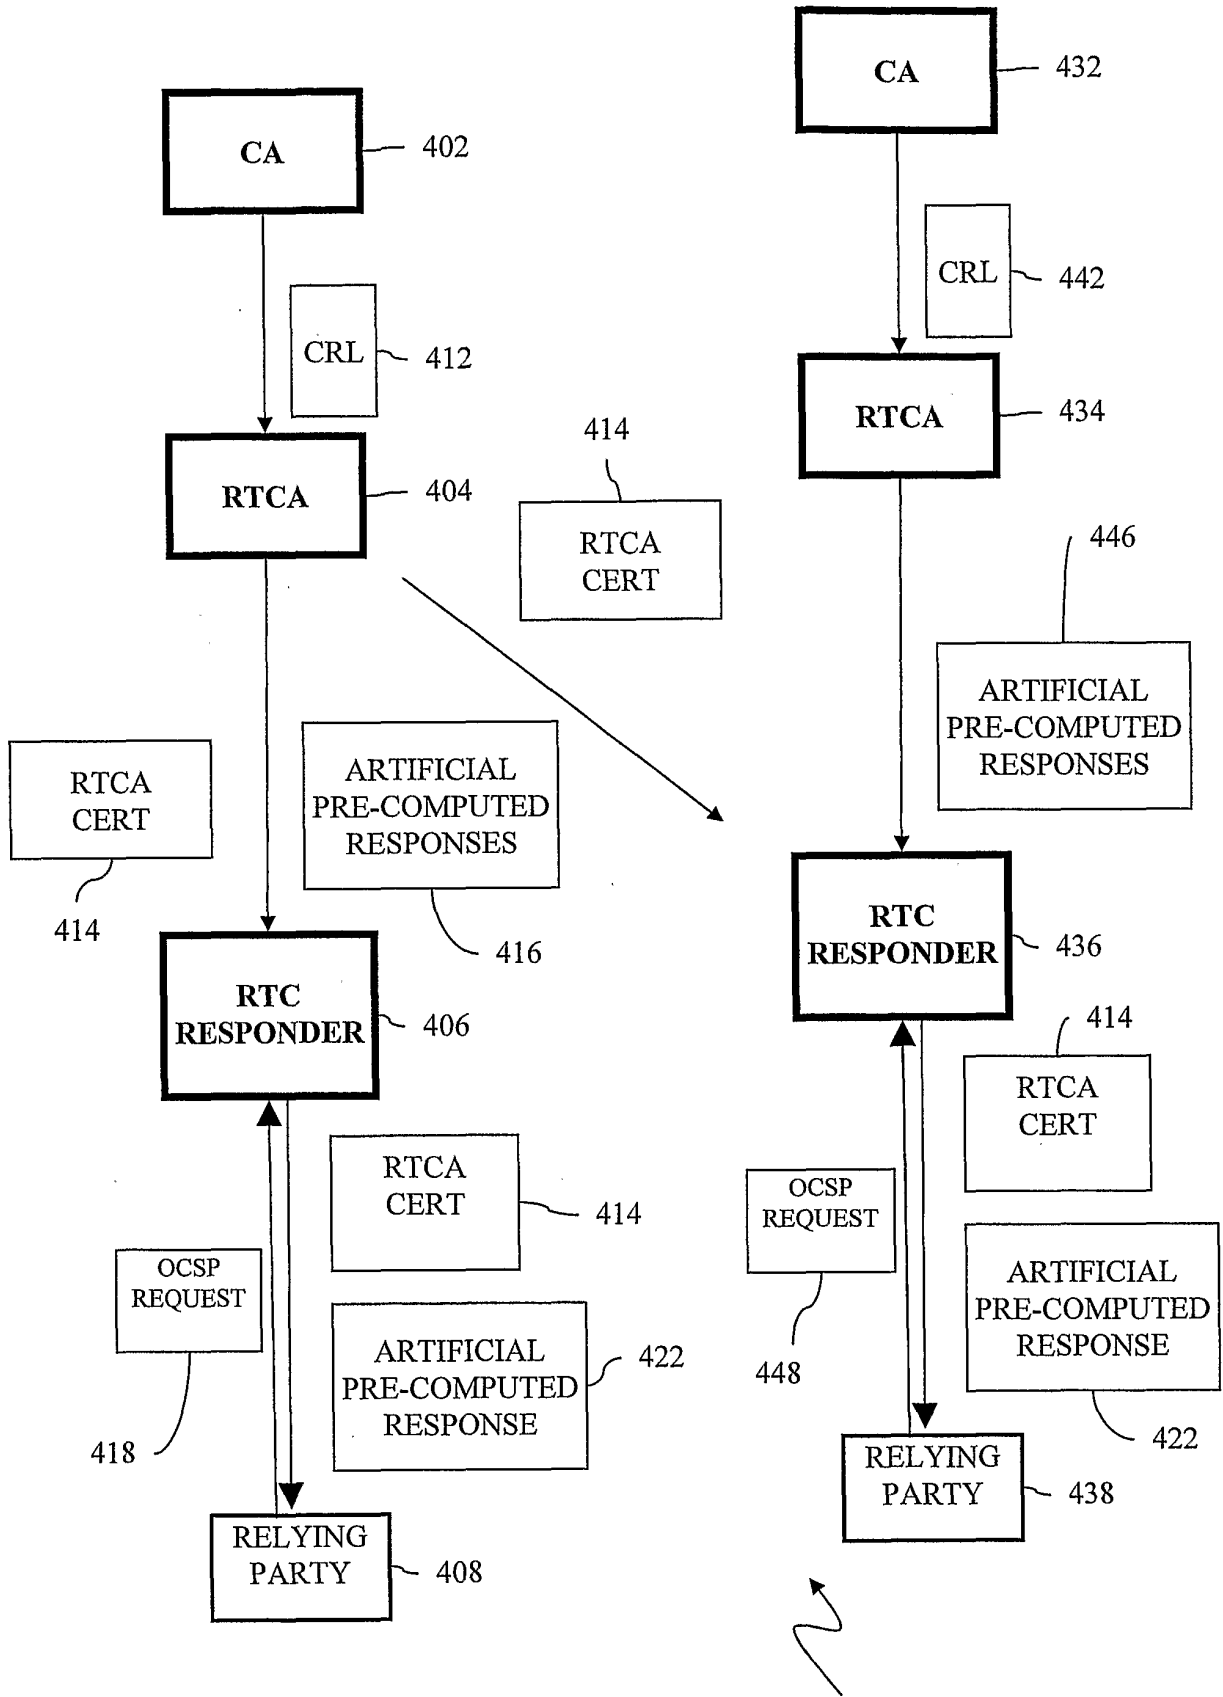 CA
432
CA
402
CRL
442
CRL
412
RTCA
434
414
RTCA
404
RTCA
CERT
446
ARTIFICIAL
PRE-COMPUTED
RESPONSES
RTCA
CERT
414
ARTIFICIAL
PRE-COMPUTED
RESPONSES
416
RTC
RESPONDER
436
RTC
RESPONDER
406
414
RTCA
CERT
RTCA
CERT
414
OCSP
REQUEST
448
OCSP
REQUEST
418
ARTIFICIAL
PRE-COMPUTED
RESPONSE
422
ARTIFICIAL
PRE-COMPUTED
RESPONSE
422
RELYING
PARTY
438
RELYING
PARTY
408